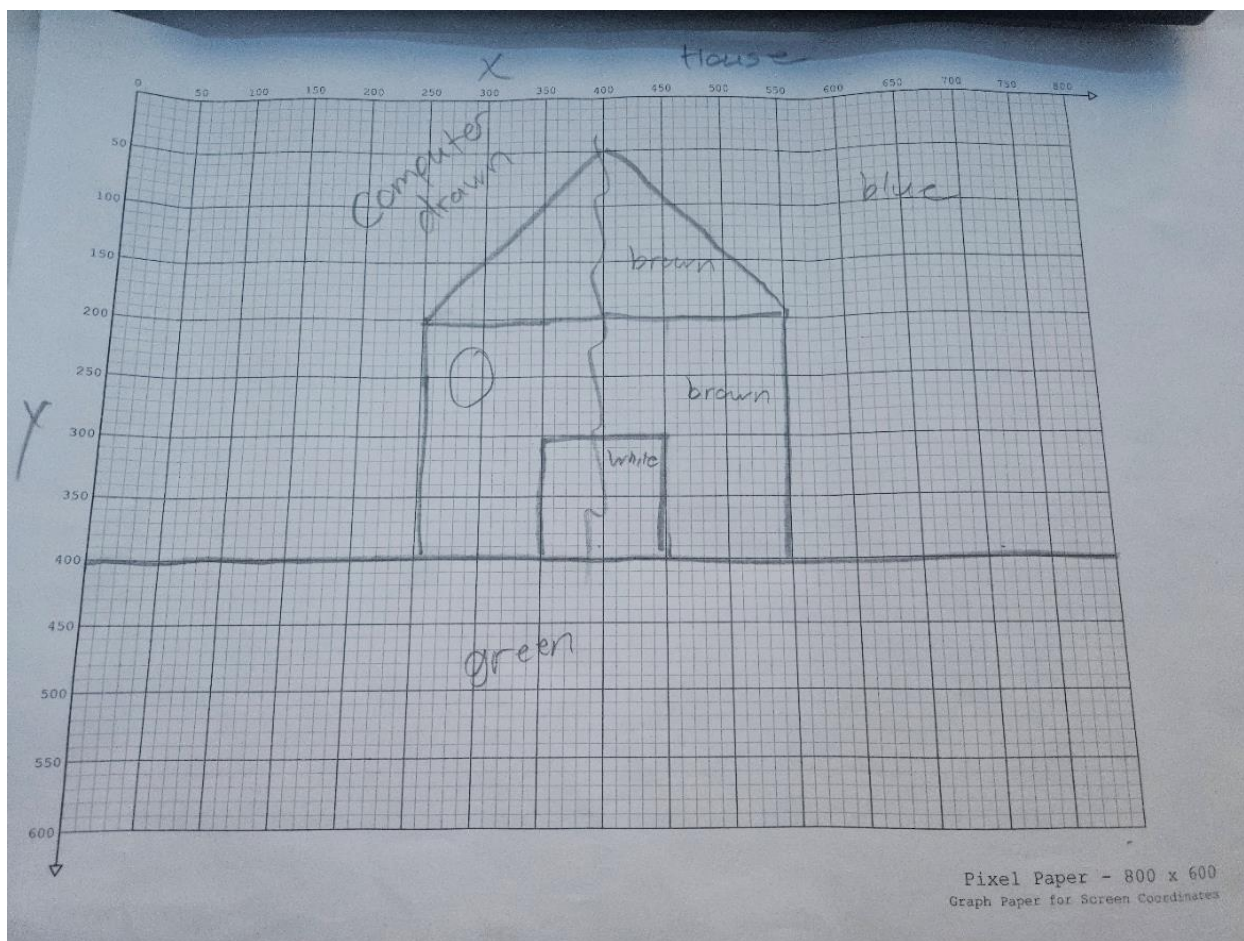 X House
0 50 100 150 200 250 300 350 400 450 500 550 600 650 700 750 800
Computer
drawn
blue
50
100
150
brown
200
250
brown
Y
300
white
350
400
450
green
500
550
600
Pixel Paper - 800 x 600
Graph Paper for Screen Coordinates